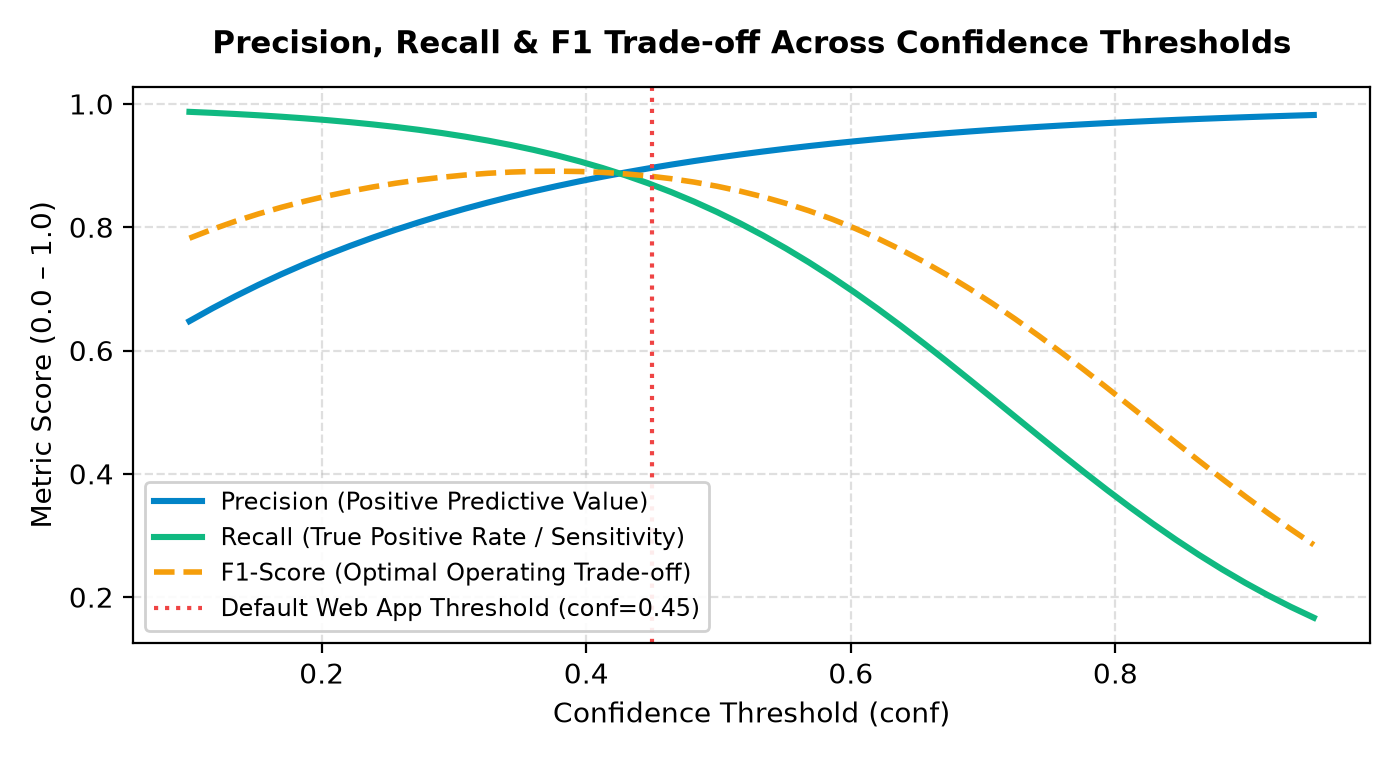 Precision, Recall & F1 Trade-off Across Confidence Thresholds
Metric Score (0.0 – 1.0)
1.0
0.8
0.6
0.4
0.2
Precision (Positive Predictive Value)
Recall (True Positive Rate / Sensitivity)
F1-Score (Optimal Operating Trade-off)
Default Web App Threshold (conf=0.45)
0.2 0.4 0.6 0.8
Confidence Threshold (conf)